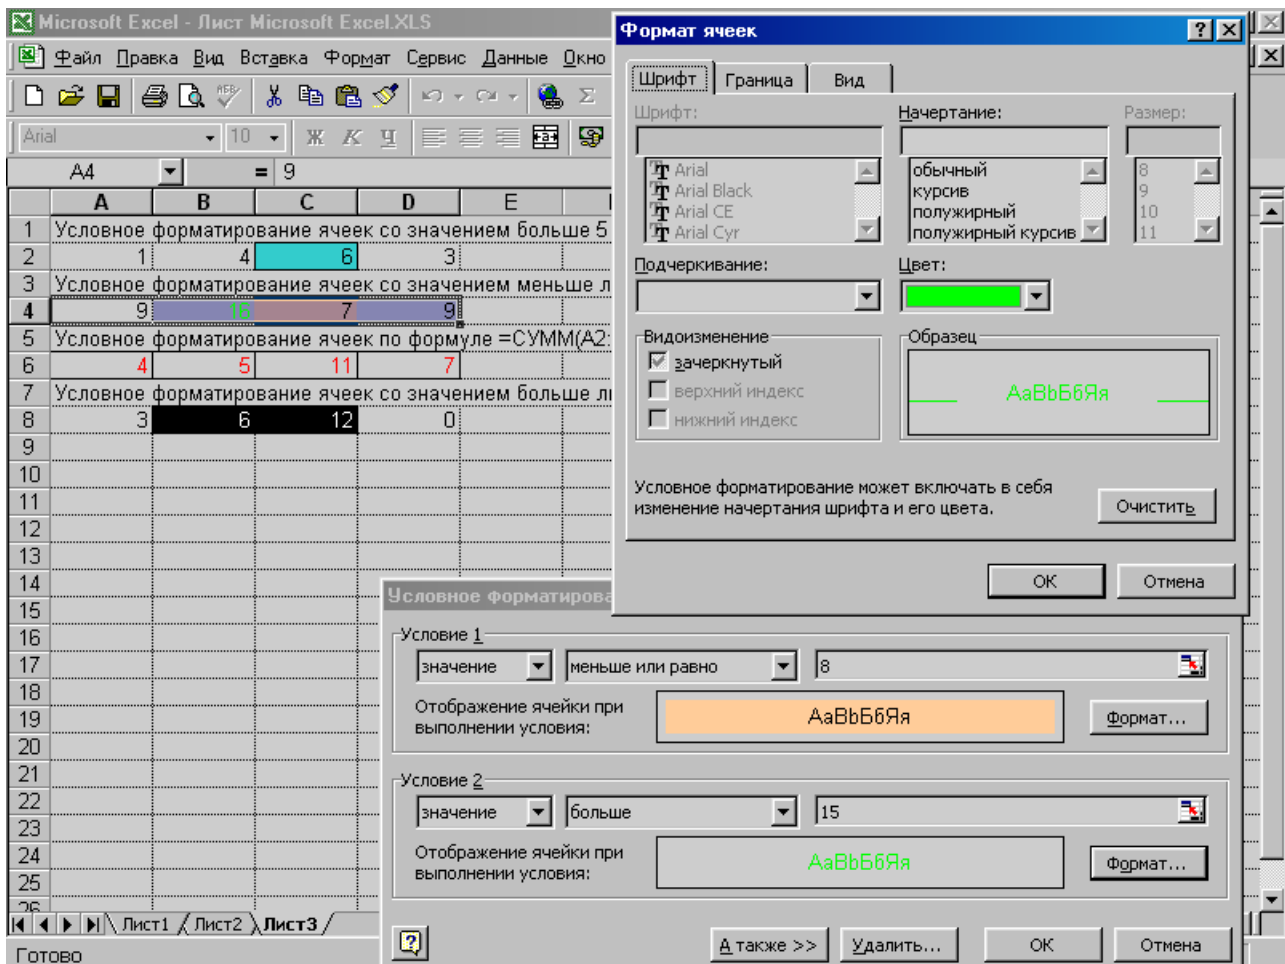 Microsoft Excel - Лист Microsoft Excel.XLS
Файл Правка Вид Вставка Формат Сервис Данные Окно
Arial 10 Ж К Ч
A4 = 9
A B C D E
1 Условное форматирование ячеек со значением больше 5
2 1 4 6 3
3 Условное форматирование ячеек со значением меньше л
4 9 16 7 9
5 Условное форматирование ячеек по формуле =СУММ(A2:
6 4 5 11 7
7 Условное форматирование ячеек со значением больше ли
8 3 6 12 0
9
10
11
12
13
14
15
16
17
18
19
20
21
22
23
24
25
26
Лист1 Лист2 Лист3
Готово
Формат ячеек
Шрифт Граница Вид
Шрифт: Начертание: Размер:
Arial обычный 8
Arial Black курсив 9
Arial CE полужирный 10
Arial Cyr полужирный курсив 11
Подчеркивание: Цвет:
Видоизменение Образец
зачеркнутый
верхний индекс
нижний индекс
АаВbБбЯя
Условное форматирование может включать в себя
изменение начертания шрифта и его цвета.
Очистить
ОК Отмена
Условное форматирова
Условие 1
значение меньше или равно 8
Отображение ячейки при
выполнении условия:
АаВbБбЯя
Формат...
Условие 2
значение больше 15
Отображение ячейки при
выполнении условия:
АаВbБбЯя
Формат...
А также >> Удалить... ОК Отмена